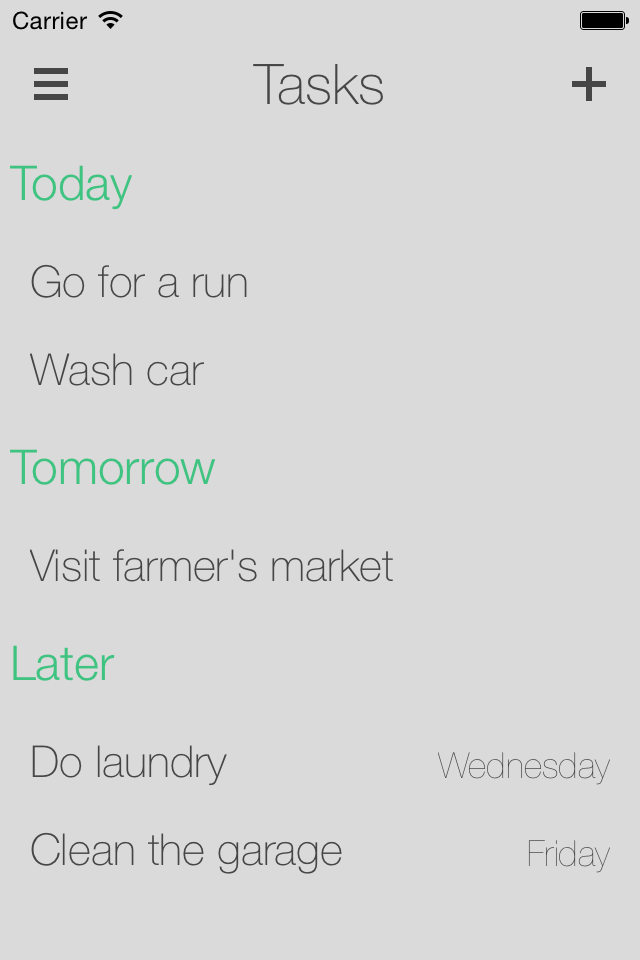 Carrier
Tasks
Today
Go for a run
Wash car
Tomorrow
Visit farmer's market
Later
Do laundry Wednesday
Clean the garage Friday